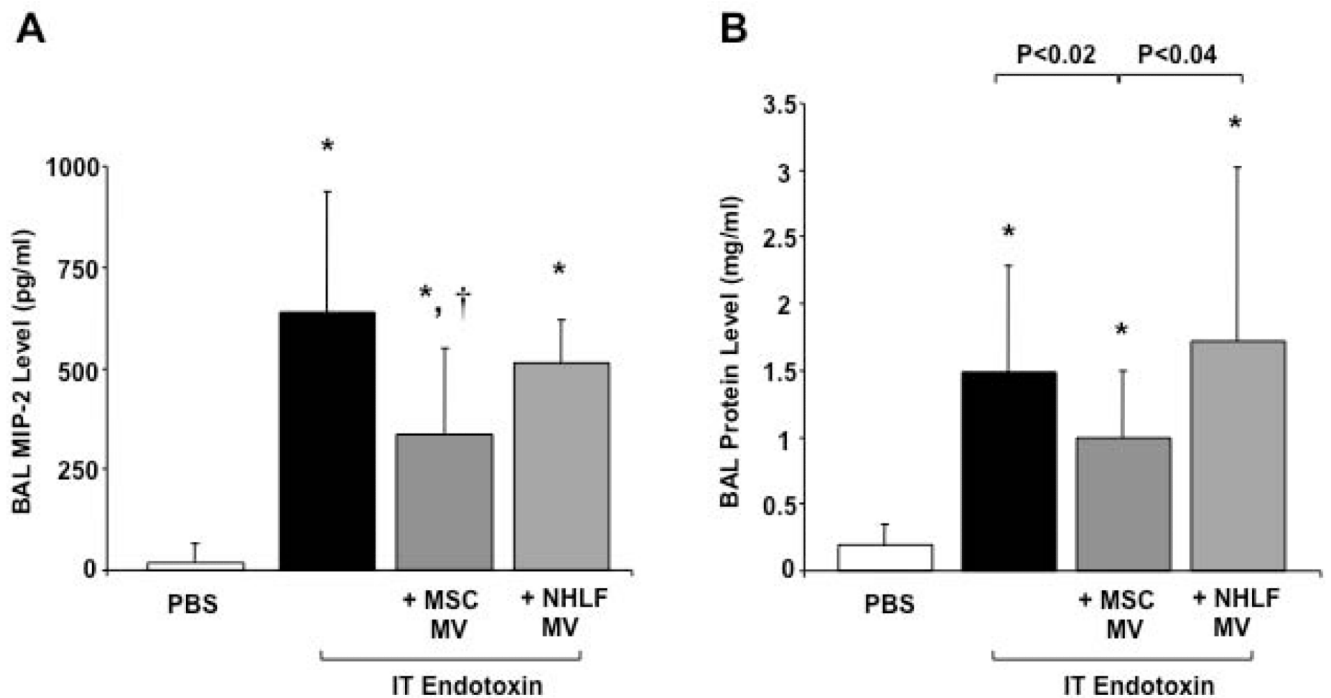 A
BAL MIP-2 Level (pg/ml)
1000
750
500
250
0
*
*, †
*
PBS
+ MSC
MV
+ NHLF
MV
IT Endotoxin
B
P<0.02
P<0.04
BAL Protein Level (mg/ml)
3.5
3
2.5
2
1.5
1
0.5
0
*
*
*
PBS
+ MSC
MV
+ NHLF
MV
IT Endotoxin